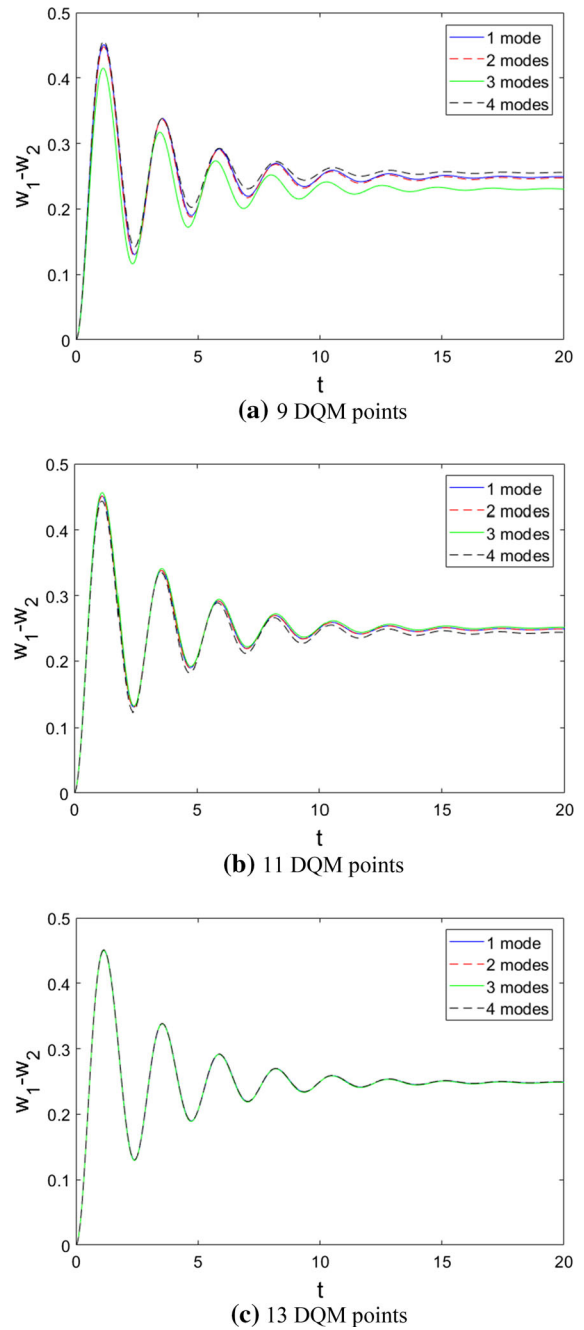 0.5
0.4
0.3
0.2
0.1
0
w₁-w₂
1 mode
2 modes
3 modes
4 modes
0 5 10 15 20
t
(a) 9 DQM points
0.5
0.4
0.3
0.2
0.1
0
w₁-w₂
1 mode
2 modes
3 modes
4 modes
0 5 10 15 20
t
(b) 11 DQM points
0.5
0.4
0.3
0.2
0.1
0
w₁-w₂
1 mode
2 modes
3 modes
4 modes
0 5 10 15 20
t
(c) 13 DQM points